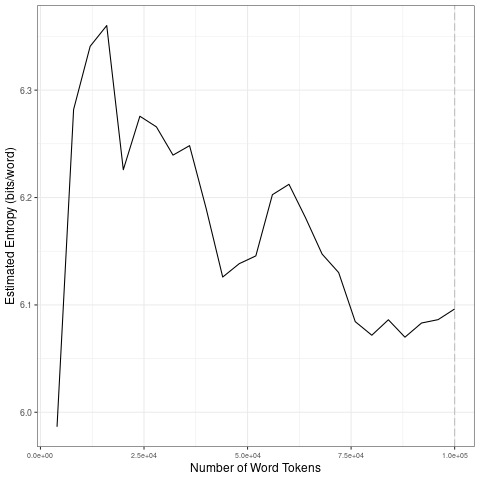 Estimated Entropy (bits/word)
6.3
6.2
6.1
6.0
0.0e+00 2.5e+04 5.0e+04 7.5e+04 1.0e+05
Number of Word Tokens